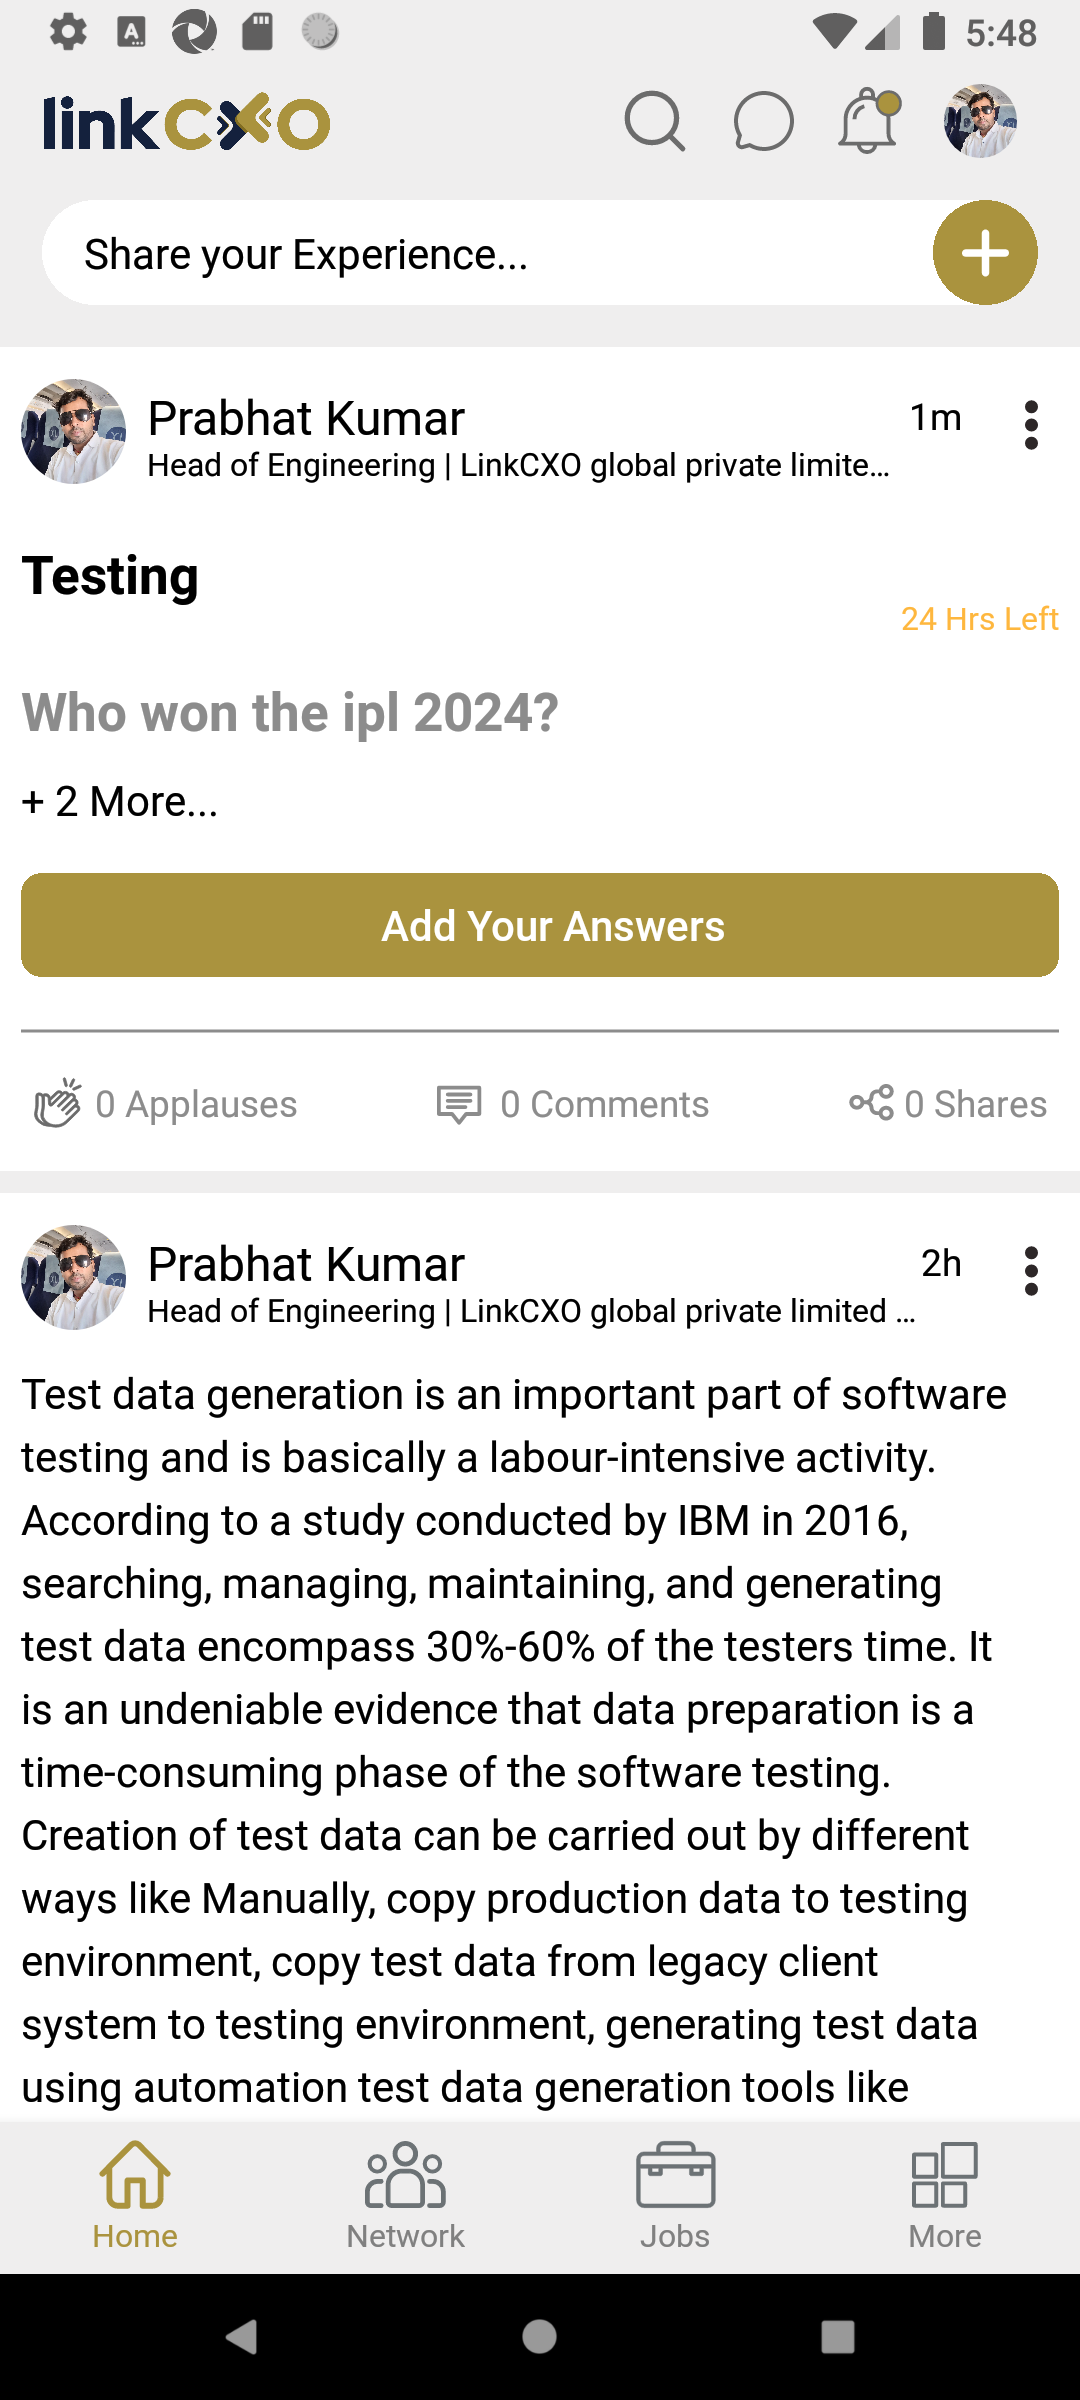 5:48
linkCXO
Share your Experience...
Prabhat Kumar
1m
Head of Engineering | LinkCXO global private limite...
Testing
24 Hrs Left
Who won the ipl 2024?
+ 2 More...
Add Your Answers
0 Applauses
0 Comments
0 Shares
Prabhat Kumar
2h
Head of Engineering | LinkCXO global private limited ...
Test data generation is an important part of software
testing and is basically a labour-intensive activity.
According to a study conducted by IBM in 2016,
searching, managing, maintaining, and generating
test data encompass 30%-60% of the testers time. It
is an undeniable evidence that data preparation is a
time-consuming phase of the software testing.
Creation of test data can be carried out by different
ways like Manually, copy production data to testing
environment, copy test data from legacy client
system to testing environment, generating test data
using automation test data generation tools like
Home
Network
Jobs
More